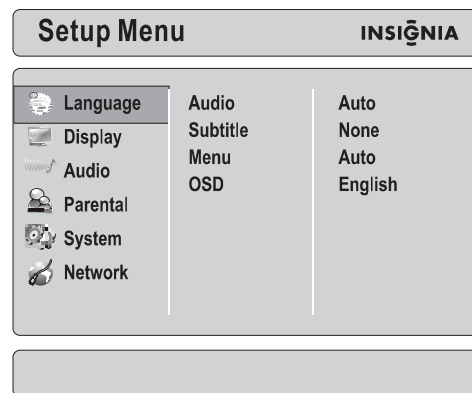 Setup Menu
INSIGNIA
Language
Display
Audio
Parental
System
Network
Audio Auto
Subtitle None
Menu Auto
OSD English